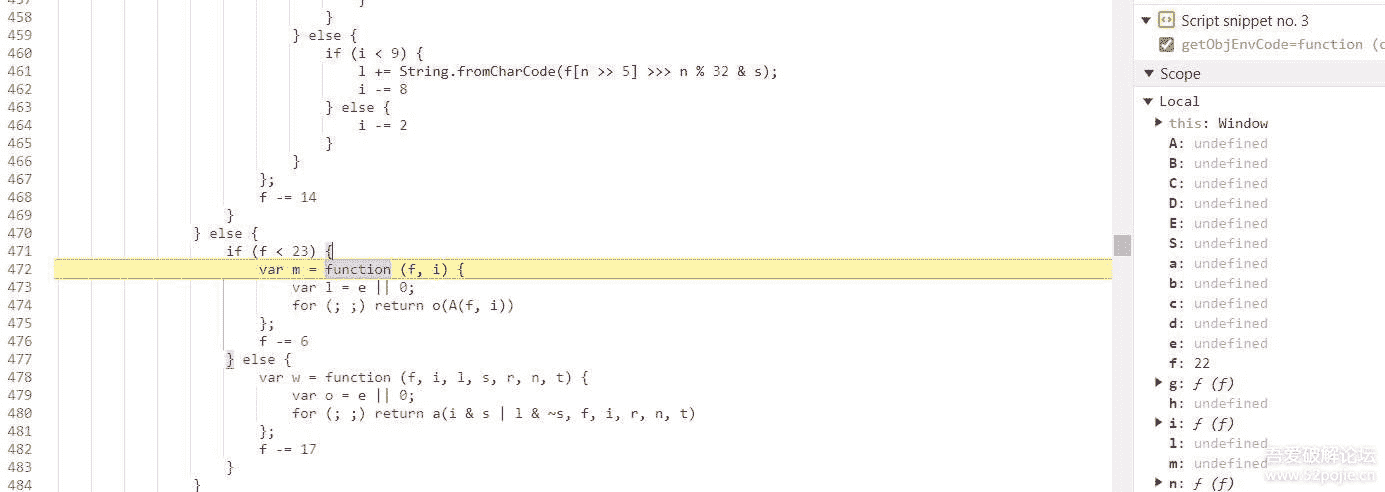 457 }
458 }
459 } else {
460 if (i < 9) {
461 l += String.fromCharCode(f[n >> 5] >>> n % 32 & s);
462 i -= 8
463 } else {
464 i -= 2
465 }
466 }
467 };
468 f -= 14
469 }
470 } else {
471 if (f < 23) {
472 var m = function (f, i) {
473 var l = e || 0;
474 for (; ;) return o(A(f, i))
475 };
476 f -= 6
477 } else {
478 var w = function (f, i, l, s, r, n, t) {
479 var o = e || 0;
480 for (; ;) return a(i & s | l & ~s, f, i, r, n, t)
481 };
482 f -= 17
483 }
484 }
Script snippet no. 3
getObjEnvCode=function (c
Scope
Local
this: Window
A: undefined
B: undefined
C: undefined
D: undefined
E: undefined
S: undefined
a: undefined
b: undefined
c: undefined
d: undefined
e: undefined
f: 22
g: ƒ (f)
h: undefined
i: ƒ (f)
l: undefined
m: undefined
n: ƒ (f)
吾爱破解论坛
www.52pojie.cn